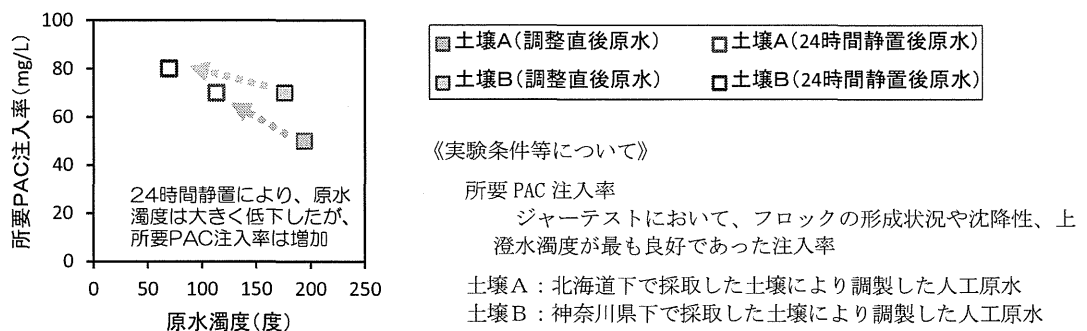 所要PAC注入率(mg/L)
100
80
60
40
20
0
24時間静置により、原水
濁度は大きく低下したが、
所要PAC注入率は増加
0 50 100 150 200 250
原水濁度(度)
土壌A(調整直後原水) 土壌A(24時間静置後原水)
土壌B(調整直後原水) 土壌B(24時間静置後原水)
《実験条件等について》
所要 PAC 注入率
ジャーテストにおいて、フロックの形成状況や沈降性、上
澄水濁度が最も良好であった注入率
土壌A:北海道下で採取した土壌により調製した人工原水
土壌B:神奈川県下で採取した土壌により調製した人工原水